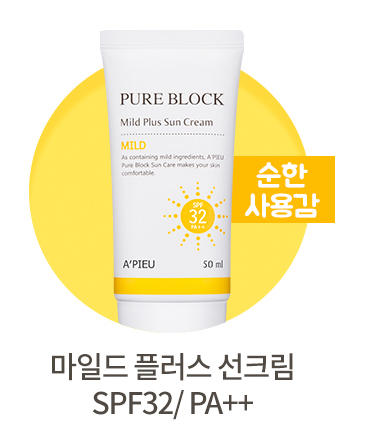 PURE BLOCK
Mild Plus Sun Cream
MILD
As containing mild ingredients, A'PIEU
Pure Block Sun Care makes your skin
comfortable.
SPF
32
PA++
A'PIEU
50 ml
순한
사용감
마일드 플러스 선크림
SPF32/ PA++